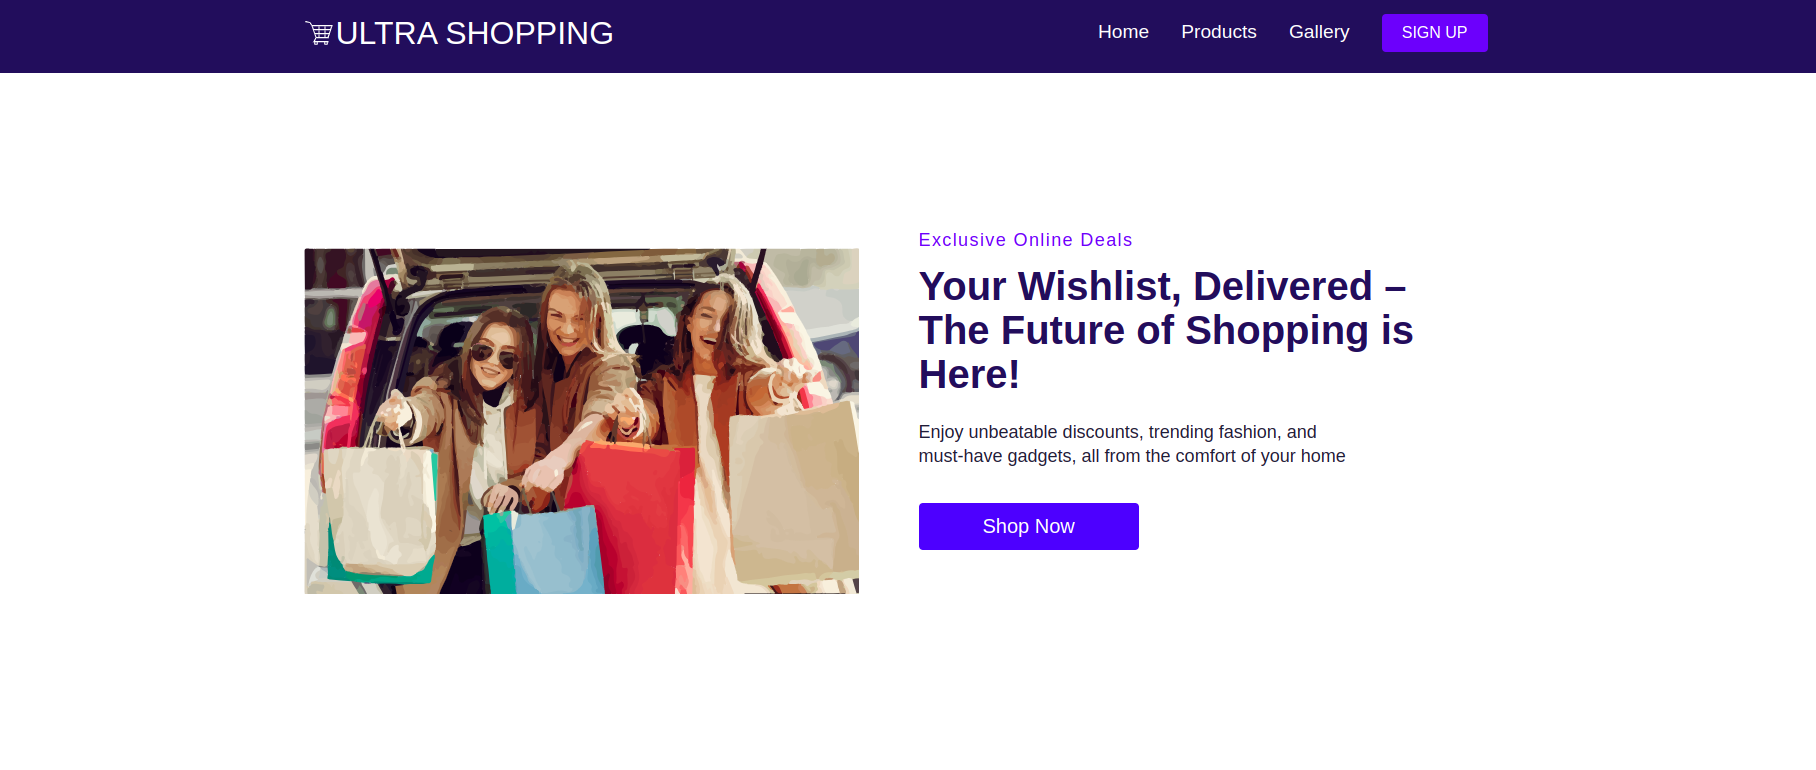 ULTRA SHOPPING
Home
Products
Gallery
SIGN UP
Exclusive Online Deals
Your Wishlist, Delivered –
The Future of Shopping is
Here!
Enjoy unbeatable discounts, trending fashion, and
must-have gadgets, all from the comfort of your home
Shop Now